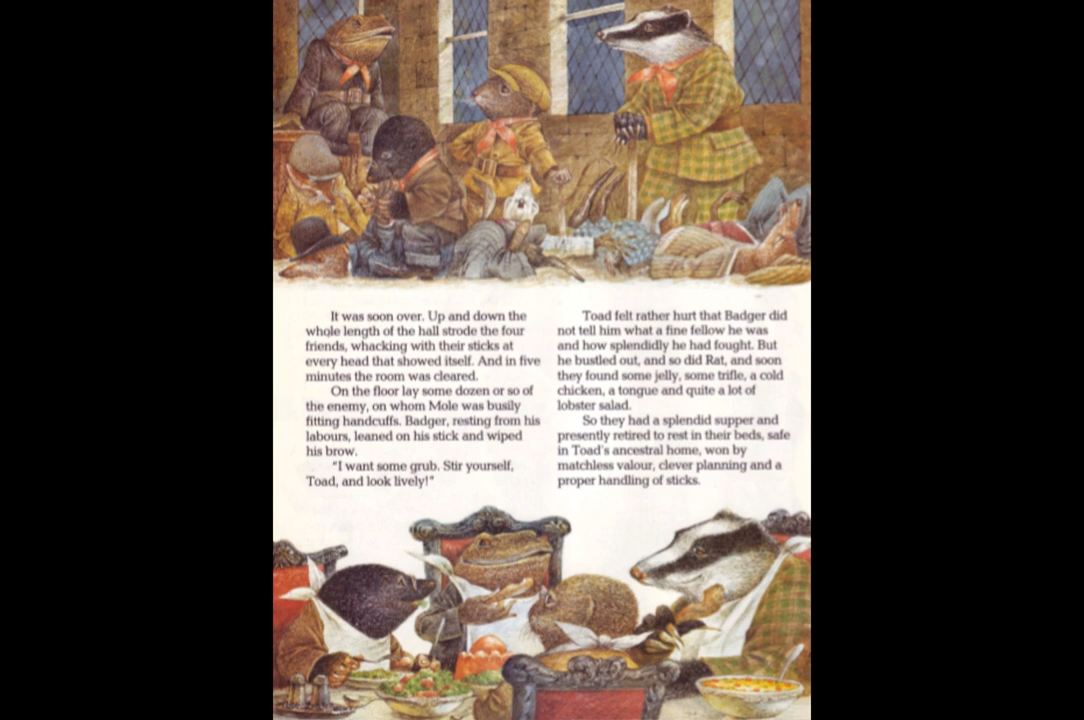 It was soon over. Up and down the
whole length of the hall strode the four
friends, whacking with their sticks at
every head that showed itself. And in five
minutes the room was cleared.
On the floor lay some dozen or so of
the enemy, on whom Mole was busily
fitting handcuffs. Badger, resting from his
labours, leaned on his stick and wiped
his brow.
"I want some grub. Stir yourself,
Toad, and look lively!"
Toad felt rather hurt that Badger did
not tell him what a fine fellow he was
and how splendidly he had fought. But
he bustled out, and so did Rat, and soon
they found some jelly, some trifle, a cold
chicken, a tongue and quite a lot of
lobster salad.
So they had a splendid supper and
presently retired to rest in their beds, safe
in Toad's ancestral home, won by
matchless valour, clever planning and a
proper handling of sticks.